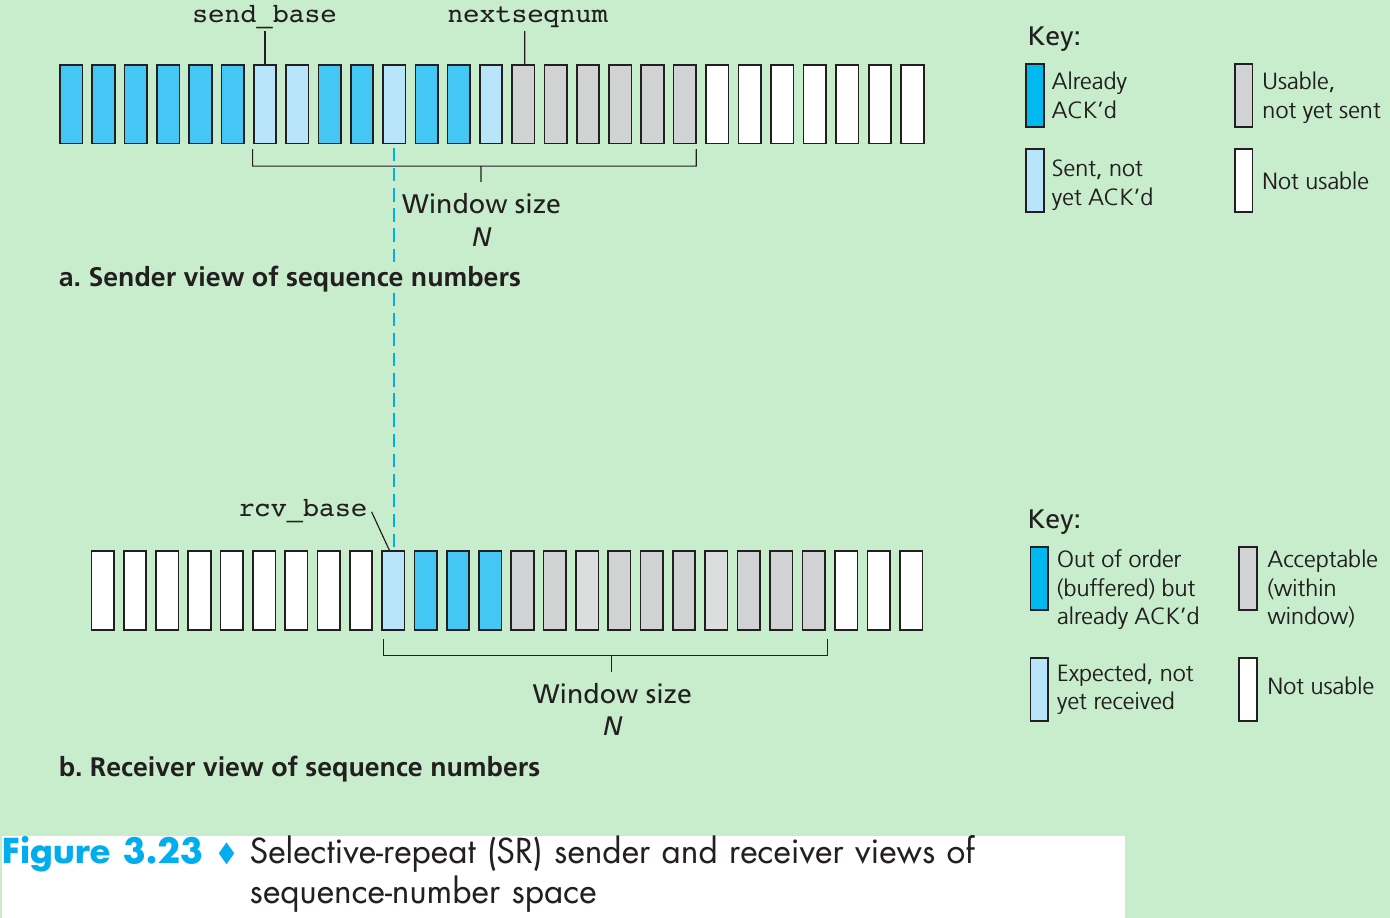 send_base
nextseqnum
Key:
Already
ACK’d
Usable,
not yet sent
Sent, not
yet ACK’d
Not usable
Window size
N
a. Sender view of sequence numbers
rcv_base
Key:
Out of order
(buffered) but
already ACK’d
Acceptable
(within
window)
Expected, not
yet received
Not usable
Window size
N
b. Receiver view of sequence numbers
Figure 3.23 ♦ Selective-repeat (SR) sender and receiver views of
sequence-number space